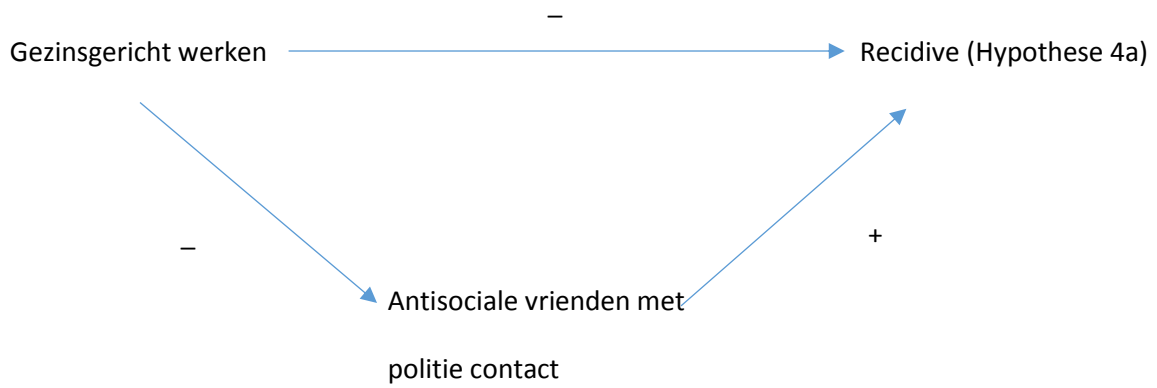 –
Gezinsgericht werken
Recidive (Hypothese 4a)
–
+
Antisociale vrienden met
politie contact